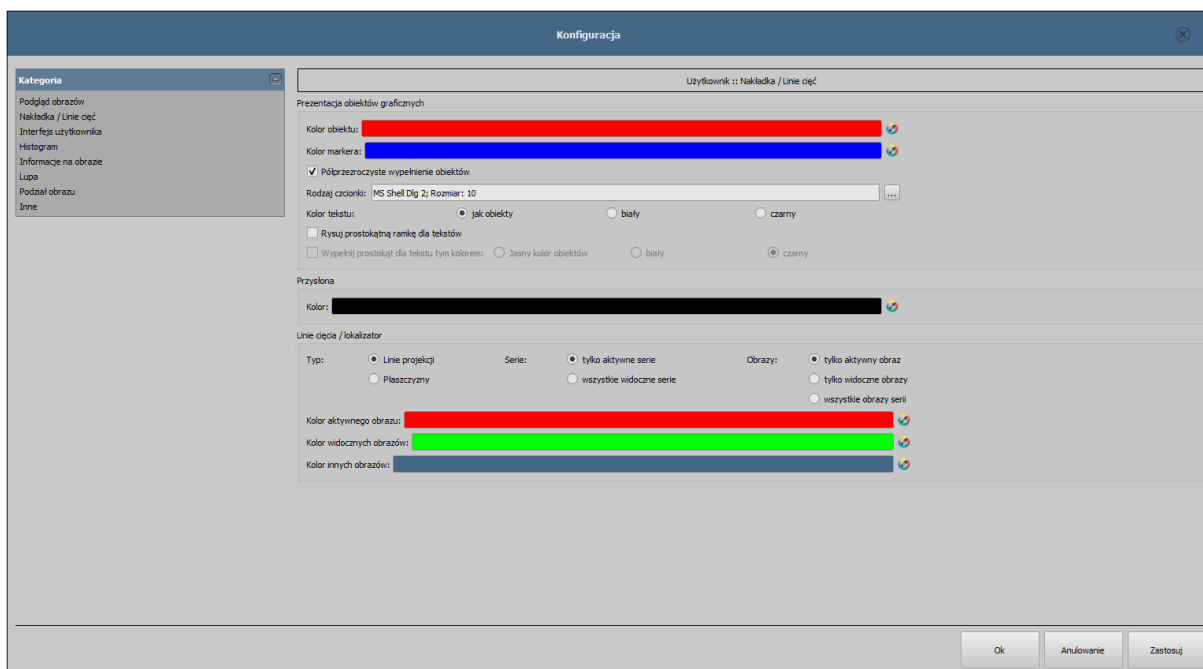 Konfiguracja
Kategoria
Podgląd obrazów
Nakładka / Linie cięć
Interfejs użytkownika
Histogram
Informacje na obrazie
Lupa
Podział obrazu
Inne
Użytkownik :: Nakładka / Linie cięć
Prezentacja obiektów graficznych
Kolor obiektu:
Kolor markera:
Półprzezroczyste wypełnienie obiektów
Rodzaj czcionki: MS Shell Dlg 2; Rozmiar: 10 ...
Kolor tekstu: jak obiekty biały czarny
Rysuj prostokątną ramkę dla tekstów
Wypełnij prostokąt dla tekstu tym kolorem: Jasny kolor obiektów biały czarny
Przysłona
Kolor:
Linie cięcia / lokalizator
Typ: Linie projekcji Serie: tylko aktywne serie Obrazy: tylko aktywny obraz
Płaszczyzny wszystkie widoczne serie tylko widoczne obrazy
wszystkie obrazy serii
Kolor aktywnego obrazu:
Kolor widocznych obrazów:
Kolor innych obrazów:
Ok Anulowanie Zastosuj